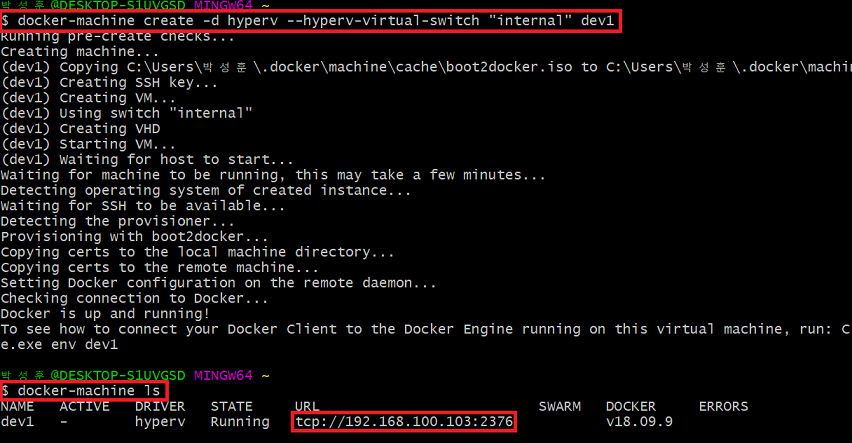 박 성 훈 @DESKTOP-S1UVGSD MINGW64 ~
$ docker-machine create -d hyperv --hyperv-virtual-switch "internal" dev1
Running pre-create checks...
Creating machine...
(dev1) Copying C:\Users\박 성 훈 \.docker\machine\cache\boot2docker.iso to C:\Users\박 성 훈 \.docker\machin
(dev1) Creating SSH key...
(dev1) Creating VM...
(dev1) Using switch "internal"
(dev1) Creating VHD
(dev1) Starting VM...
(dev1) Waiting for host to start...
Waiting for machine to be running, this may take a few minutes...
Detecting operating system of created instance...
Waiting for SSH to be available...
Detecting the provisioner...
Provisioning with boot2docker...
Copying certs to the local machine directory...
Copying certs to the remote machine...
Setting Docker configuration on the remote daemon...
Checking connection to Docker...
Docker is up and running!
To see how to connect your Docker Client to the Docker Engine running on this virtual machine, run: C
e.exe env dev1
박 성 훈 @DESKTOP-S1UVGSD MINGW64 ~
$ docker-machine ls
NAME ACTIVE DRIVER STATE URL SWARM DOCKER ERRORS
dev1 - hyperv Running tcp://192.168.100.103:2376 v18.09.9